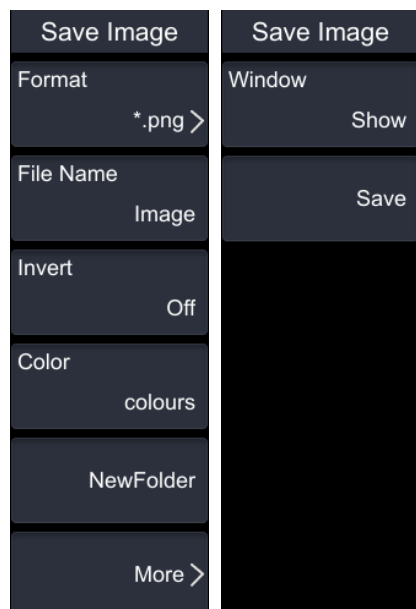 Save Image
Format
*.png >
File Name
Image
Invert
Off
Color
colours
NewFolder
More >
Save Image
Window
Show
Save